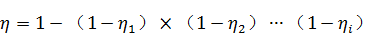 η = 1 − （1 − η₁） × （1 − η₂） ⋯ （1 − ηᵢ）